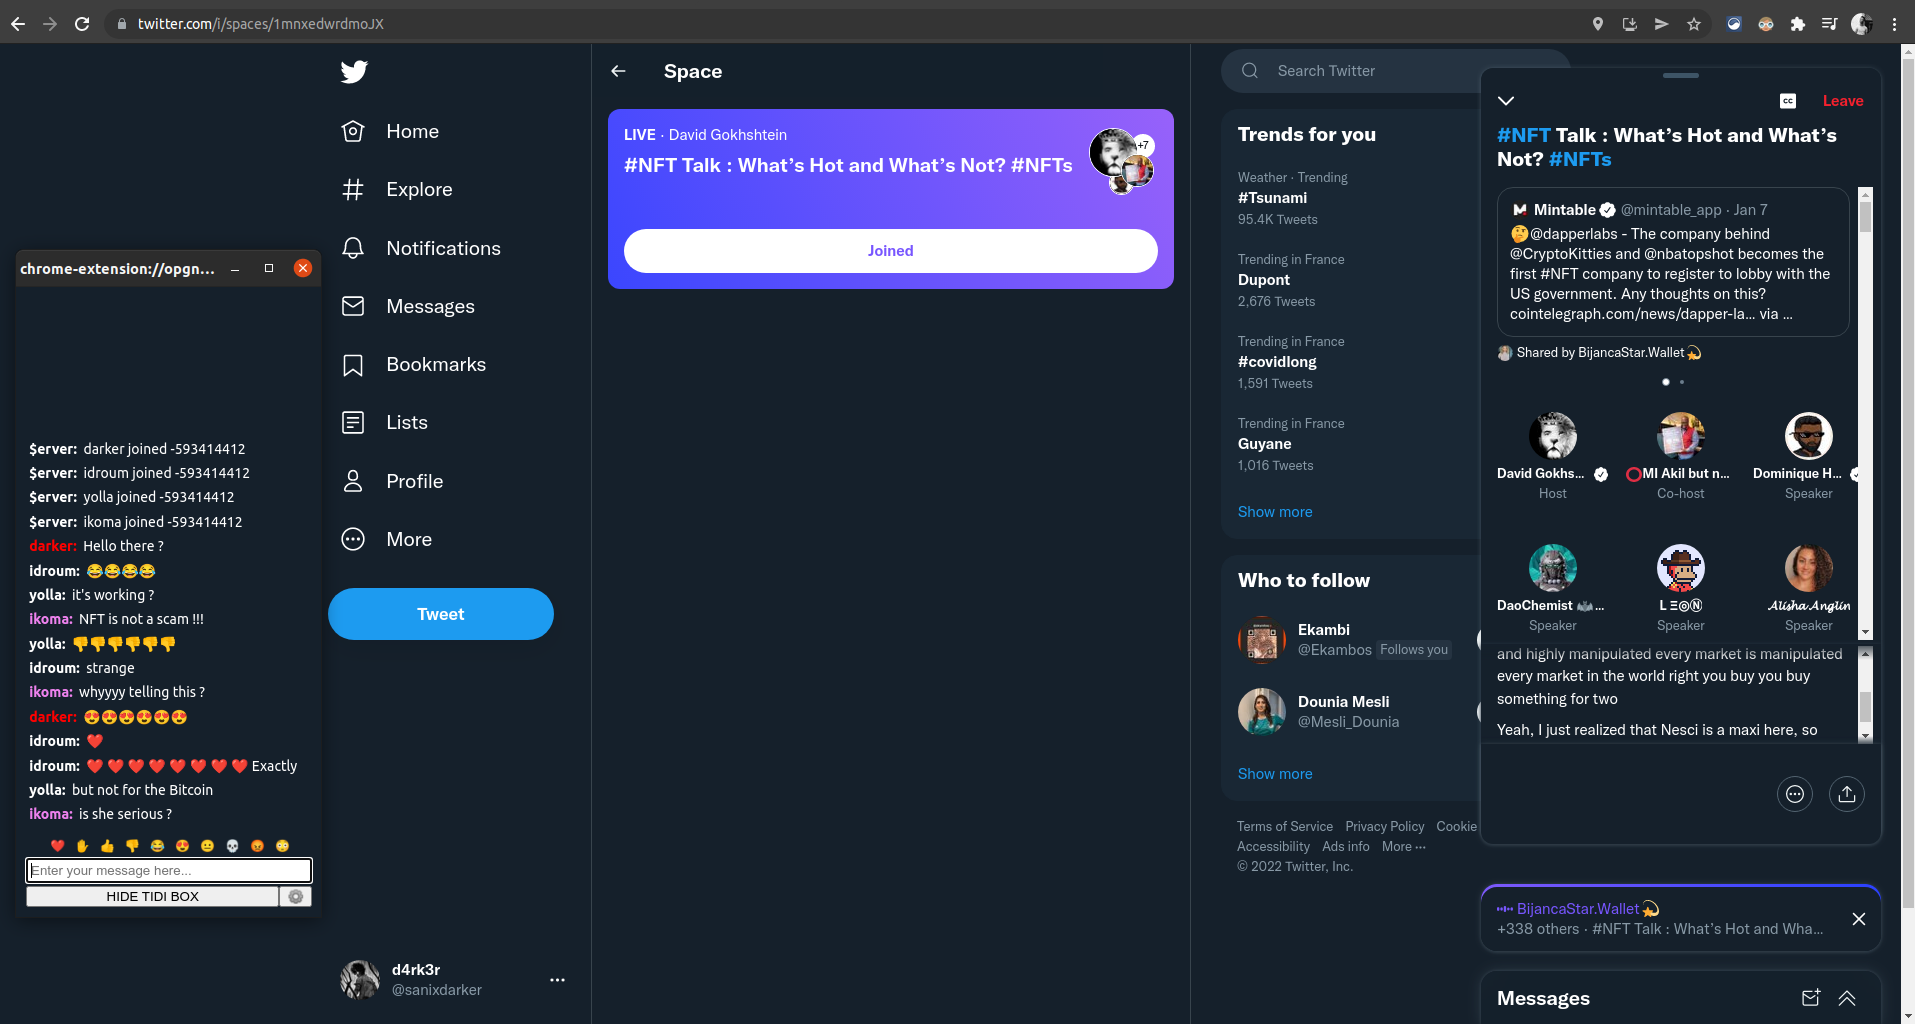 twitter.com/i/spaces/1mnxedwrdmoJX
chrome-extension://opgn...
$erver: darker joined -593414412
$erver: idroum joined -593414412
$erver: yolla joined -593414412
$erver: ikoma joined -593414412
darker: Hello there ?
idroum: 😂😂😂😂
yolla: it's working ?
ikoma: NFT is not a scam !!!
yolla: 👎👎👎👎👎👎
idroum: strange
ikoma: whyyyy telling this ?
darker: 😍😍😍😍😍😍
idroum: ❤️
idroum: ❤️ ❤️ ❤️ ❤️ ❤️ ❤️ ❤️ ❤️ Exactly
yolla: but not for the Bitcoin
ikoma: is she serious ?
❤️ ✋ 👍 👎 😂 😍 😐 💀 😡 😳
Enter your message here...
HIDE TIDI BOX
Home
Explore
Notifications
Messages
Bookmarks
Lists
Profile
More
Tweet
d4rk3r
@sanixdarker
Space
LIVE · David Gokhshtein
#NFT Talk : What’s Hot and What’s Not? #NFTs
+7
Joined
Search Twitter
Trends for you
Weather · Trending
#Tsunami
95.4K Tweets
Trending in France
Dupont
2,676 Tweets
Trending in France
#covidlong
1,591 Tweets
Trending in France
Guyane
1,016 Tweets
Show more
Who to follow
Ekambi
@Ekambos Follows you
Dounia Mesli
@Mesli_Dounia
Show more
Terms of Service Privacy Policy Cookie
Accessibility Ads info More ···
© 2022 Twitter, Inc.
CC
Leave
#NFT Talk : What’s Hot and What’s
Not? #NFTs
Mintable @mintable_app · Jan 7
🤔@dapperlabs - The company behind
@CryptoKitties and @nbatopshot becomes the
first #NFT company to register to lobby with the
US government. Any thoughts on this?
cointelegraph.com/news/dapper-la... via ...
Shared by BijancaStar.Wallet💫
David Gokhs...
Host
⭕MI Akil but n...
Co-host
Dominique H...
Speaker
DaoChemist 🦇...
Speaker
L Ξ◎Ⓝ
Speaker
𝓐𝓵𝓲𝓼𝓱𝓪 𝓐𝓷𝓰𝓵𝓲𝓷
Speaker
and highly manipulated every market is manipulated
every market in the world right you buy you buy
something for two
Yeah, I just realized that Nesci is a maxi here, so
BijancaStar.Wallet💫
+338 others · #NFT Talk : What’s Hot and Wha...
Messages